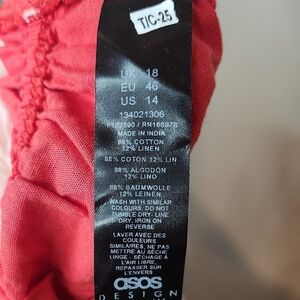 TIC-25
UK 18
EU 46
US 14
134021306
MADE IN INDIA
88% COTTON
12% LINEN
88% COTON 12% LIN
88% ALGODÓN
12% LINO
88% BAUMWOLLE
12% LEINEN
WASH WITH SIMILAR
COLOURS, DO NOT
TUMBLE DRY- LINE
DRY, IRON ON
REVERSE
LAVER AVEC DES
COULEURS
SIMILAIRES, NE PAS
METTRE AU SÈCHE
LINGE - SÉCHAGE À
L'AIR LIBRE,
REPASSER SUR
L'ENVERS
asos
DESIGN